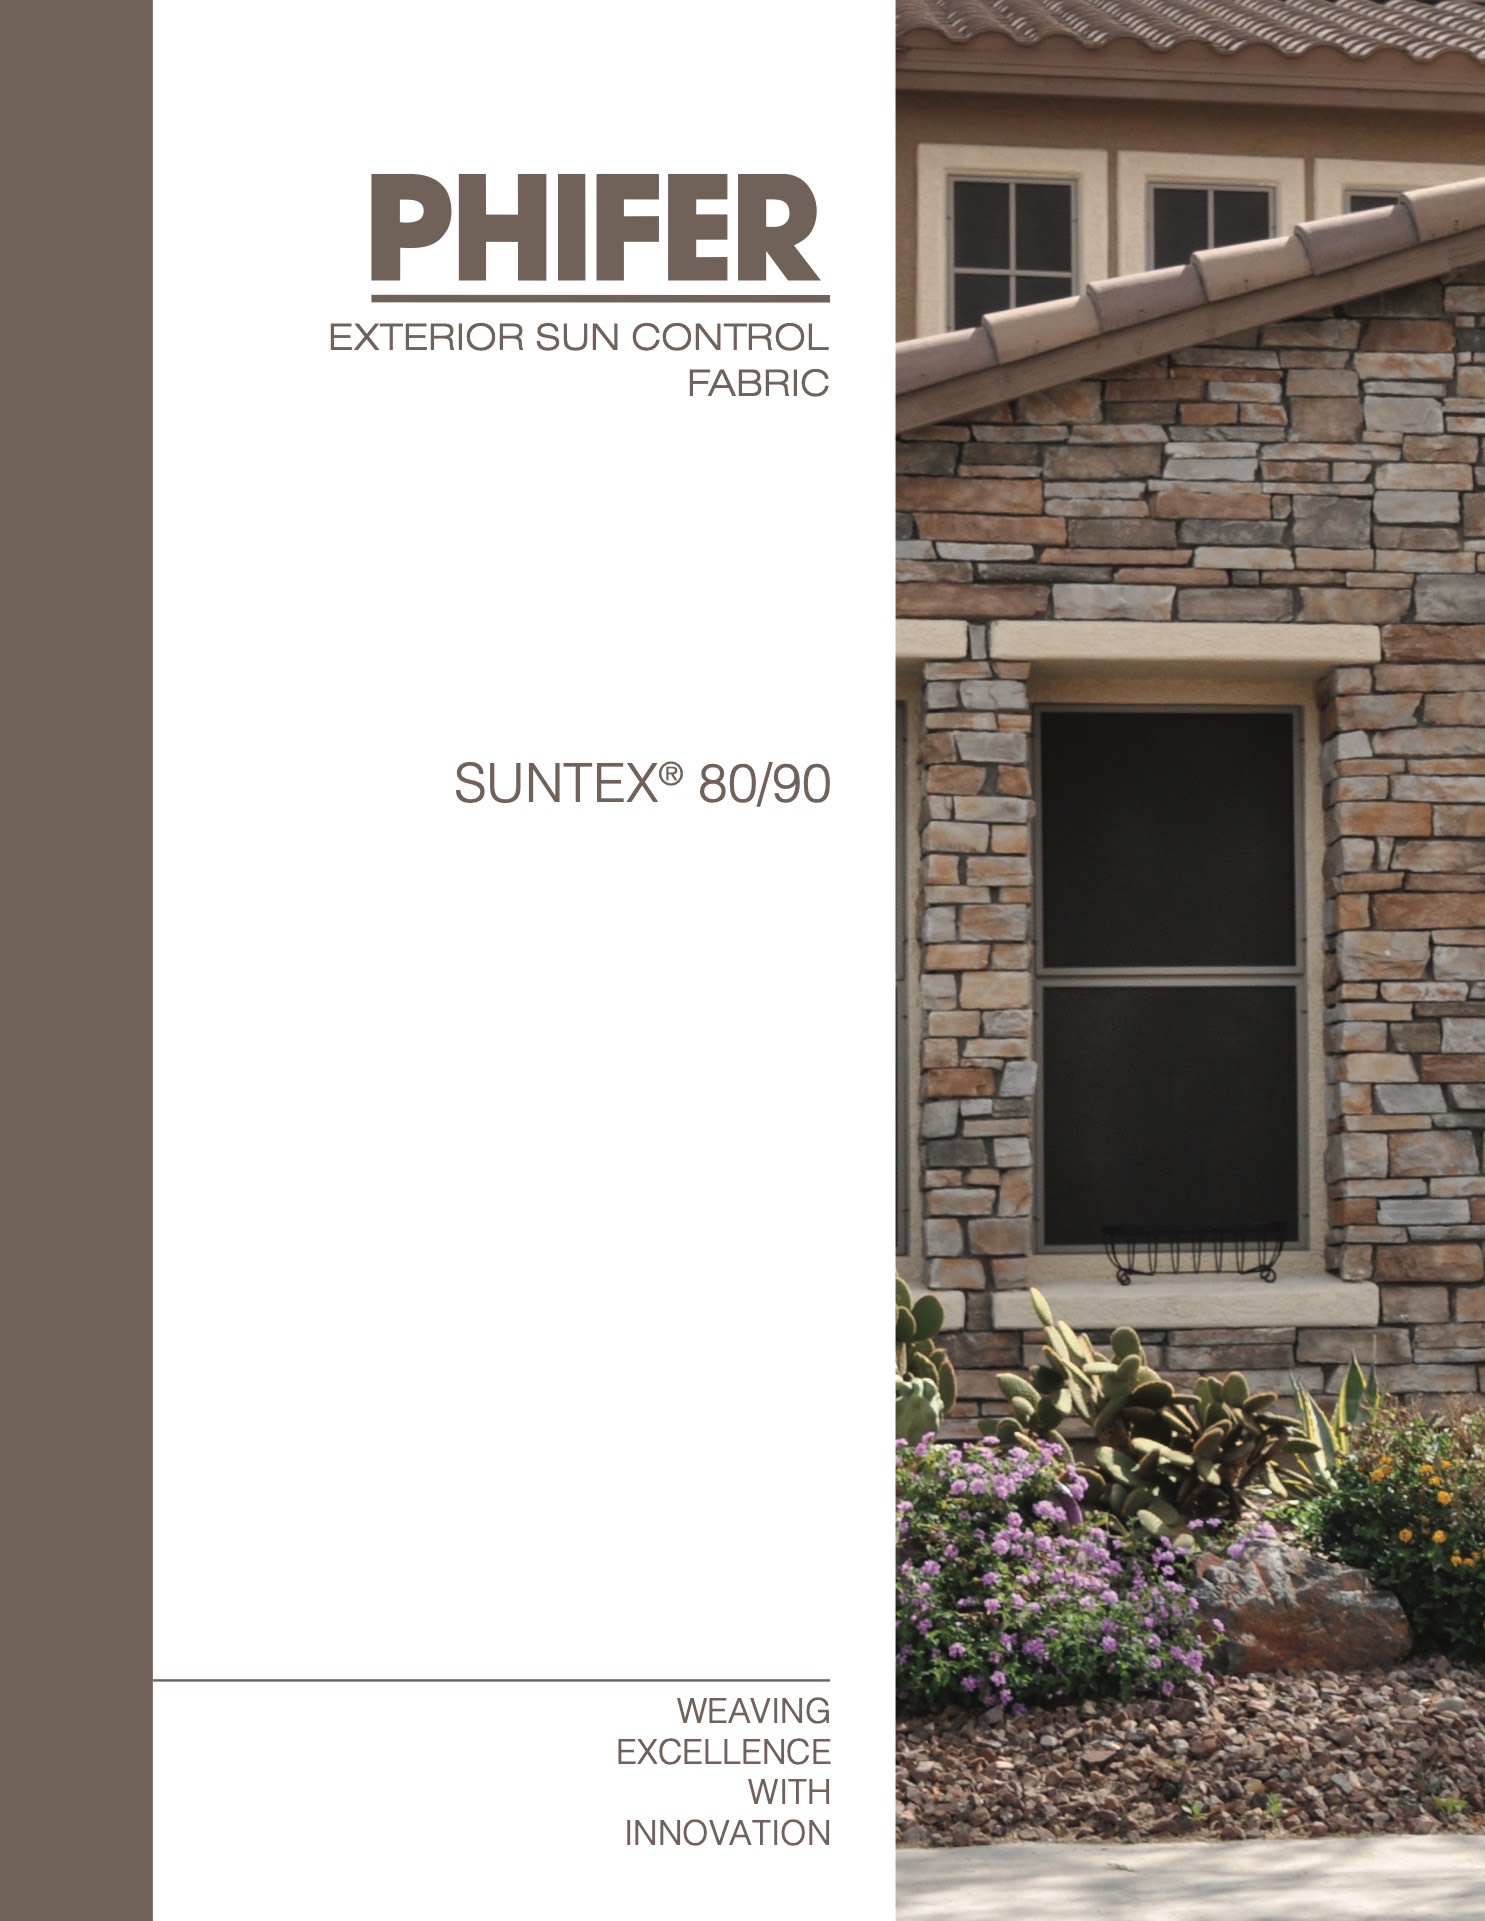 PHIFER
EXTERIOR SUN CONTROL
FABRIC
SUNTEX® 80/90
WEAVING
EXCELLENCE
WITH
INNOVATION